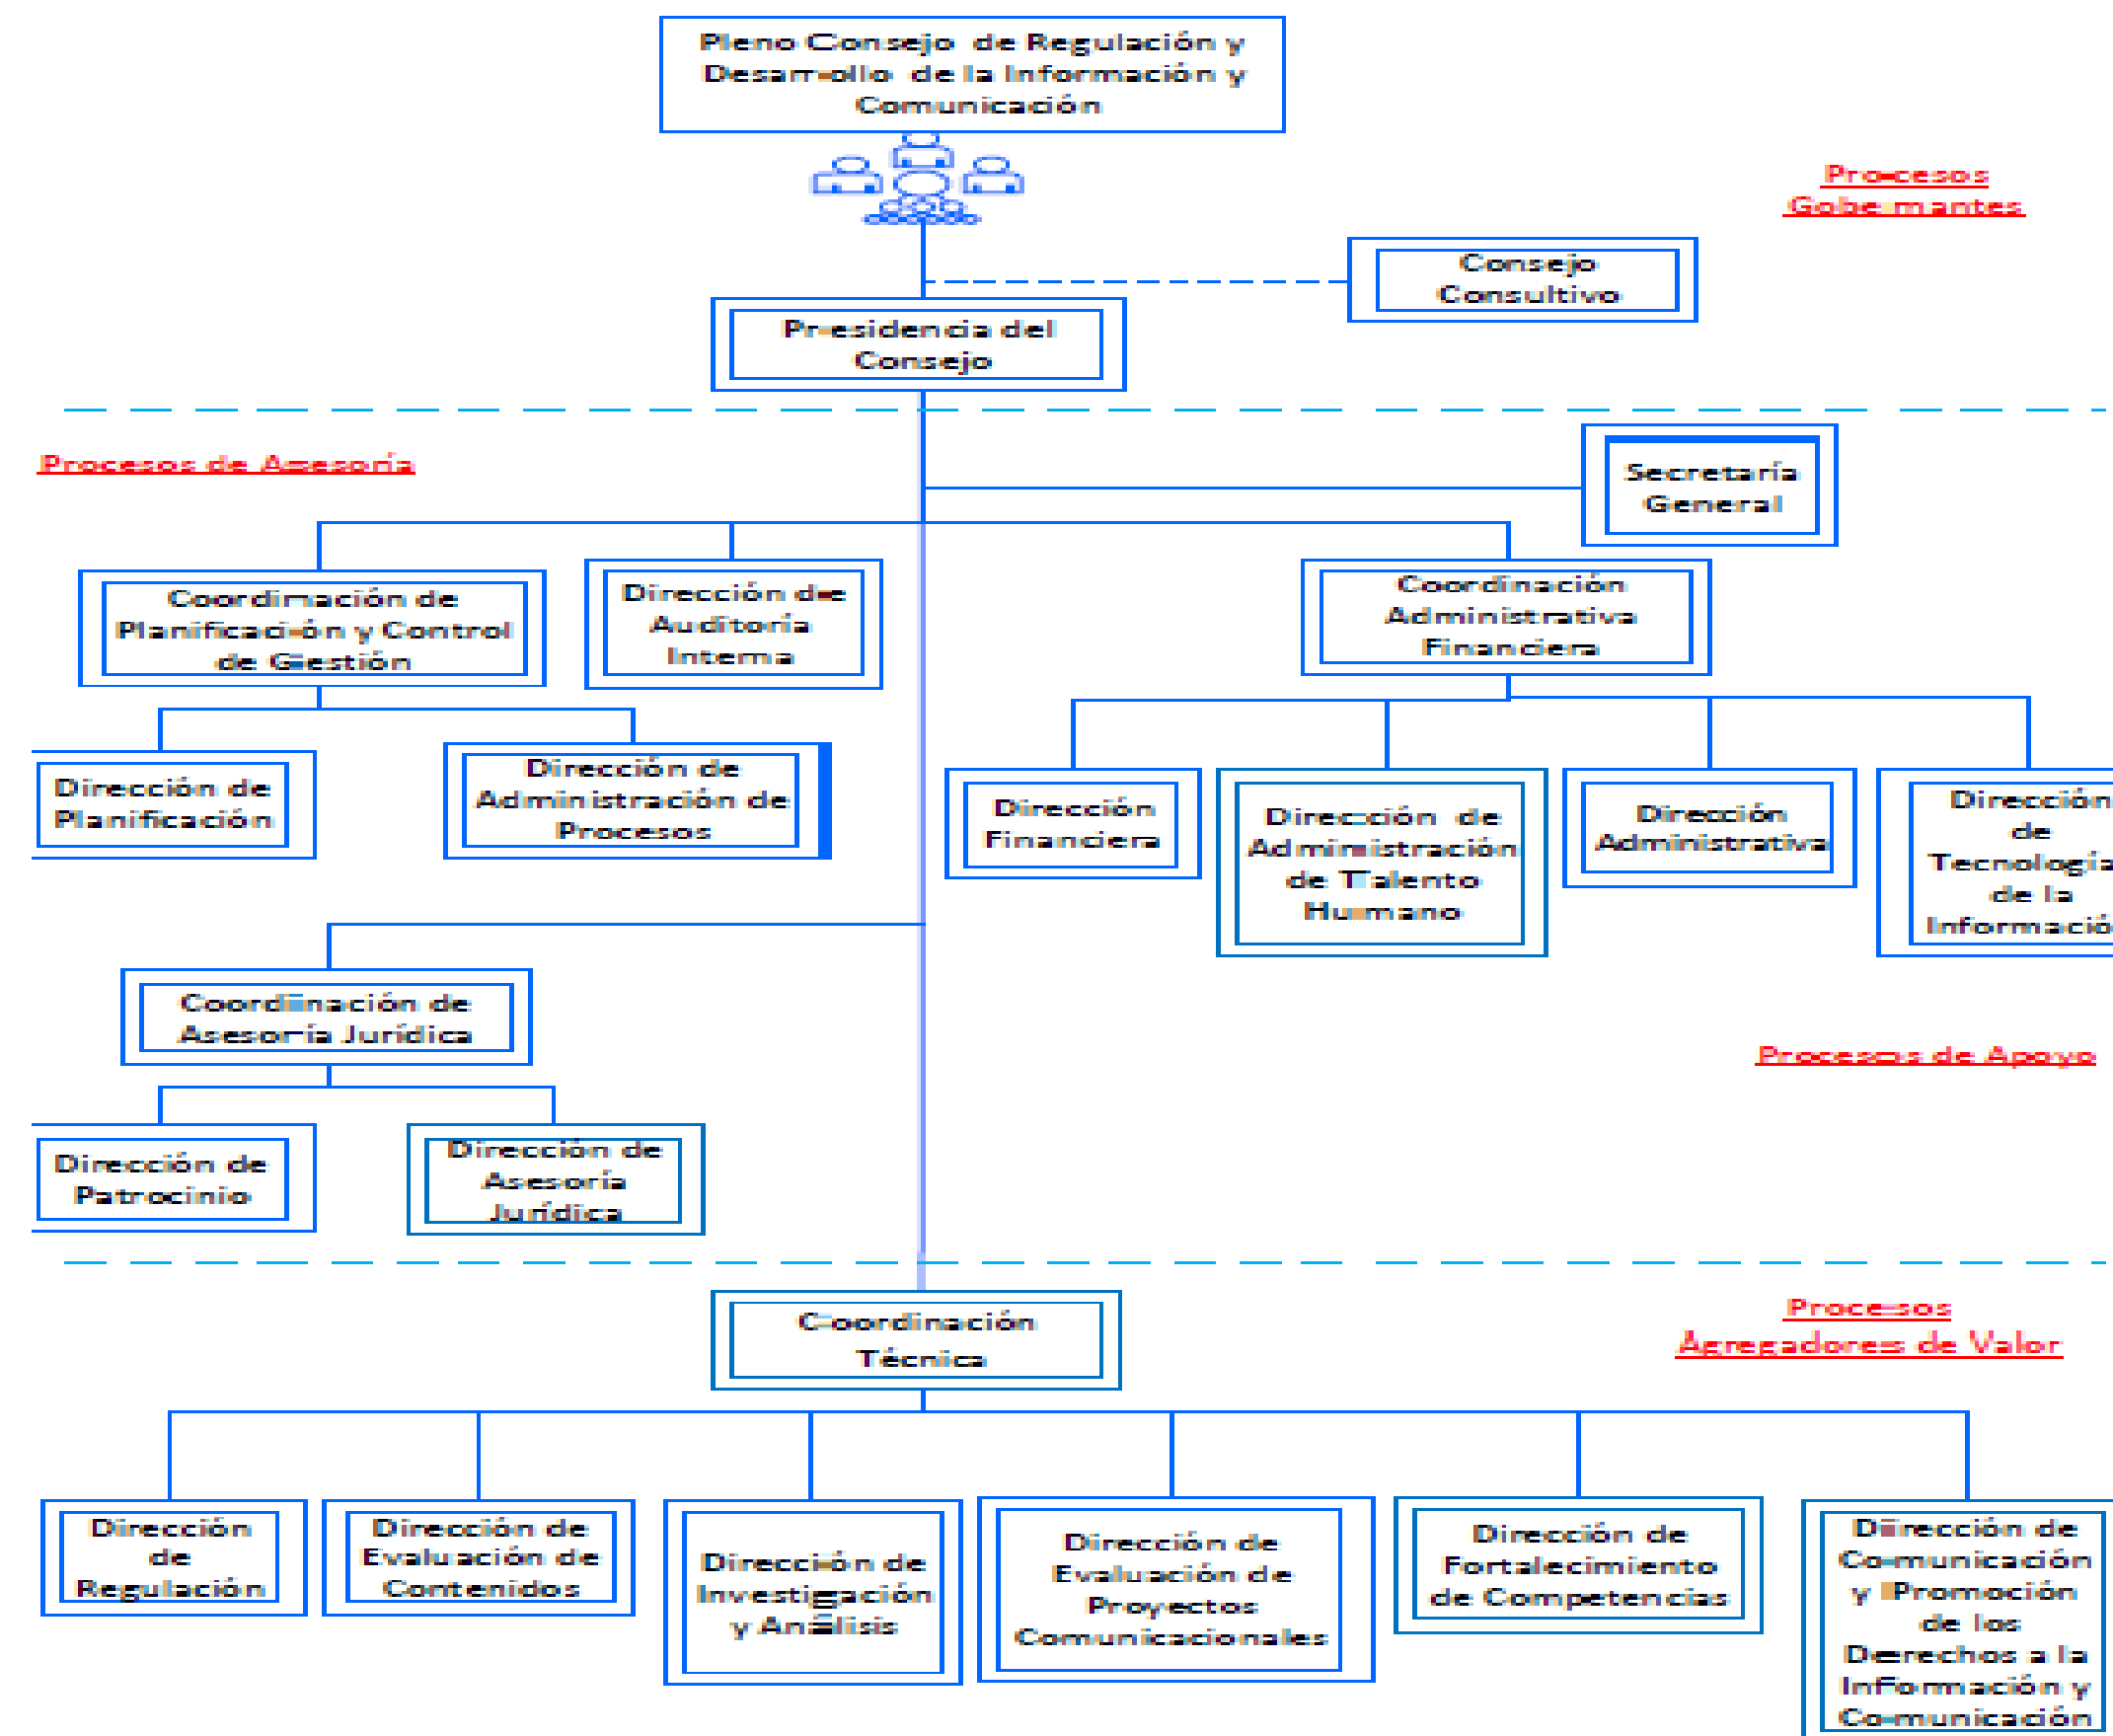 Pleno Consejo de Regulación y
Desarrollo de la Información y
Comunicación
Procesos
Gobernantes
Consejo
Consultivo
Presidencia del
Consejo
Procesos de Asesoría
Secretaría
General
Coordinación de
Planificación y Control
de Gestión
Dirección de
Auditoría
Interna
Coordinación
Administrativa
Financiera
Dirección de
Planificación
Dirección de
Administración de
Procesos
Dirección
Financiera
Dirección de
Administración
de Talento
Humano
Dirección
Administrativa
Dirección
de
Tecnología
de la
Informació
Coordinación de
Asesoría Jurídica
Procesos de Apoyo
Dirección de
Patrocinio
Dirección de
Asesoría
Jurídica
Coordinación
Técnica
Procesos
Agregadores de Valor
Dirección
de
Regulación
Dirección de
Evaluación de
Contenidos
Dirección de
Investigación
y Análisis
Dirección de
Evaluación de
Proyectos
Comunicacionales
Dirección de
Fortalecimiento
de Competencias
Dirección de
Comunicación
y Promoción
de los
Derechos a la
Información y
Comunicación